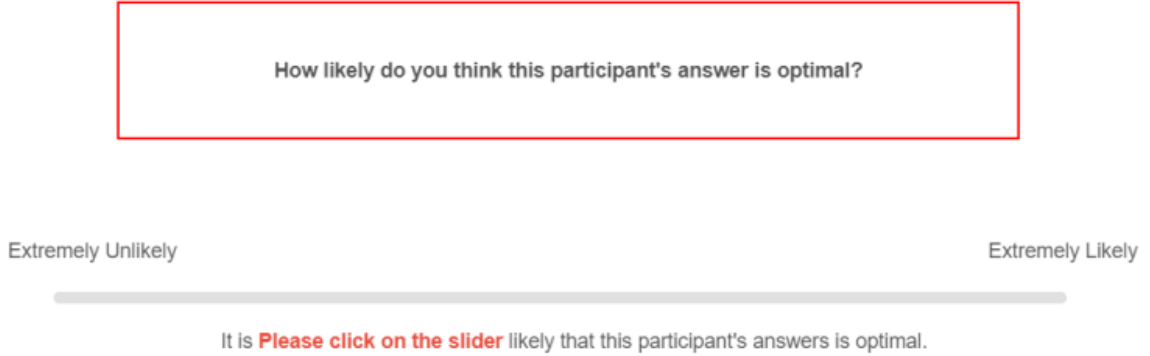 How likely do you think this participant's answer is optimal?
Extremely Unlikely
Extremely Likely
It is Please click on the slider likely that this participant's answers is optimal.